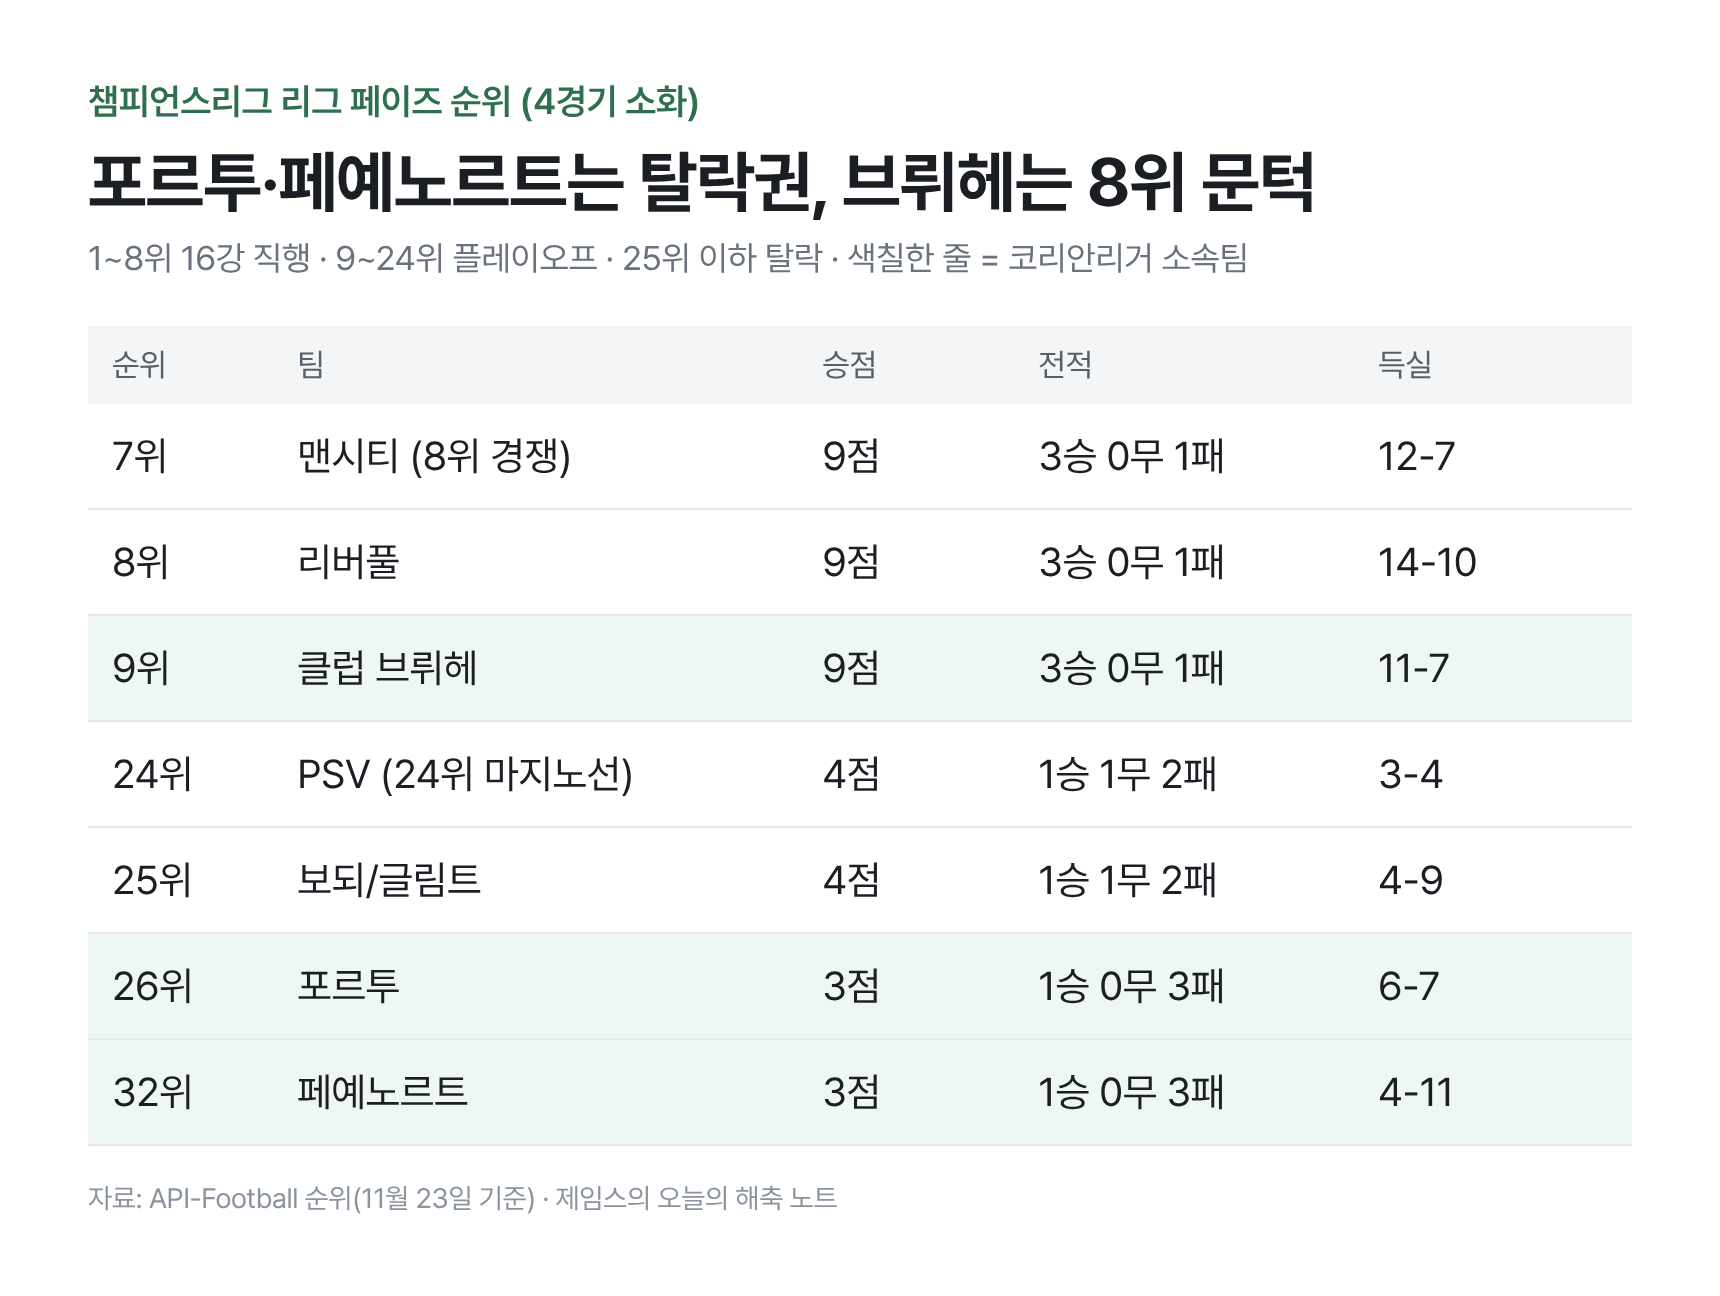 챔피언스리그 리그 페이즈 순위 (4경기 소화)
포르투·페예노르트는 탈락권, 브뤼헤는 8위 문턱
1~8위 16강 직행 · 9~24위 플레이오프 · 25위 이하 탈락 · 색칠한 줄 = 코리안리거 소속팀
순위 팀 승점 전적 득실
7위 맨시티 (8위 경쟁) 9점 3승 0무 1패 12-7
8위 리버풀 9점 3승 0무 1패 14-10
9위 클럽 브뤼헤 9점 3승 0무 1패 11-7
24위 PSV (24위 마지노선) 4점 1승 1무 2패 3-4
25위 보되/글림트 4점 1승 1무 2패 4-9
26위 포르투 3점 1승 0무 3패 6-7
32위 페예노르트 3점 1승 0무 3패 4-11
자료: API-Football 순위(11월 23일 기준) · 제임스의 오늘의 해축 노트